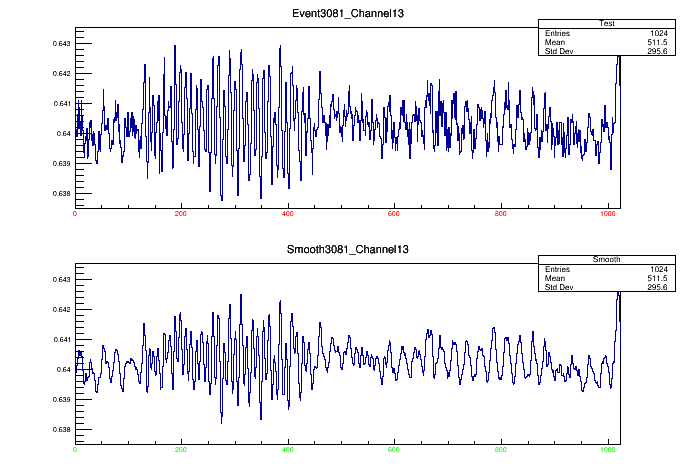 Event3081_Channel13
Test
Entries 1024
Mean 511.5
Std Dev 295.6
0.643
0.642
0.641
0.64
0.639
0.638
0 200 400 600 800 1000
Smooth3081_Channel13
Smooth
Entries 1024
Mean 511.5
Std Dev 295.6
0.643
0.642
0.641
0.64
0.639
0.638
0 200 400 600 800 1000